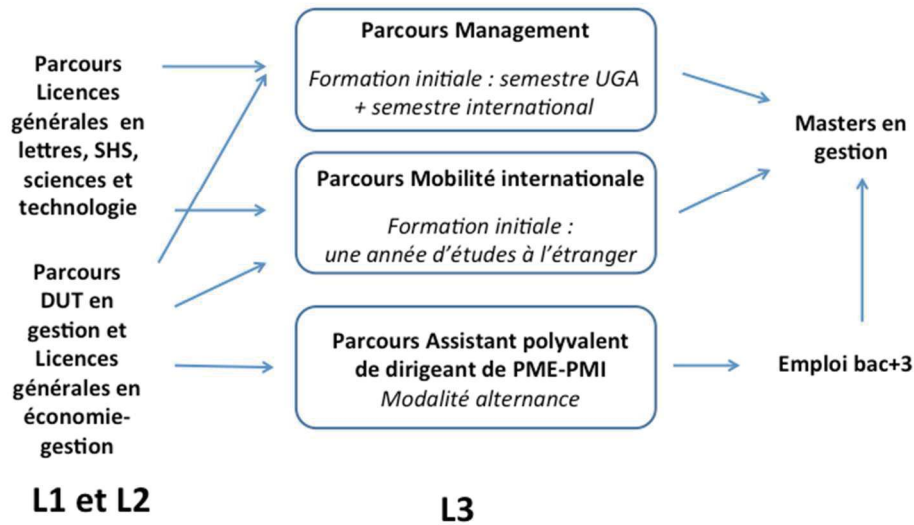 Parcours
Licences
générales en
lettres, SHS,
sciences et
technologie
Parcours
DUT en
gestion et
Licences
générales en
économie-
gestion
L1 et L2
Parcours Management
Formation initiale : semestre UGA
+ semestre international
Parcours Mobilité internationale
Formation initiale :
une année d’études à l’étranger
Parcours Assistant polyvalent
de dirigeant de PME-PMI
Modalité alternance
L3
Masters en
gestion
Emploi bac+3